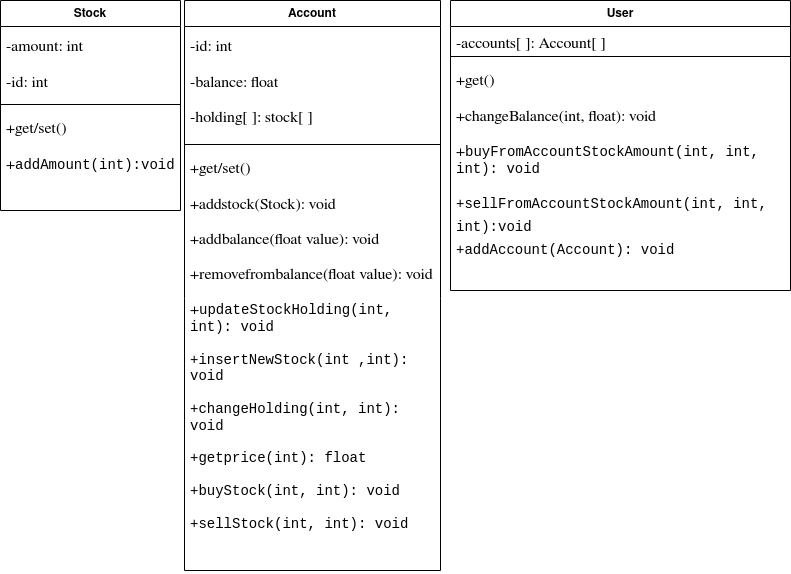 Stock
-amount: int
-id: int
+get/set()
+addAmount(int):void
Account
-id: int
-balance: float
-holding[ ]: stock[ ]
+get/set()
+addstock(Stock): void
+addbalance(float value): void
+removefrombalance(float value): void
+updateStockHolding(int,
int): void
+insertNewStock(int ,int):
void
+changeHolding(int, int):
void
+getprice(int): float
+buyStock(int, int): void
+sellStock(int, int): void
User
-accounts[ ]: Account[ ]
+get()
+changeBalance(int, float): void
+buyFromAccountStockAmount(int, int,
int): void
+sellFromAccountStockAmount(int, int,
int):void
+addAccount(Account): void